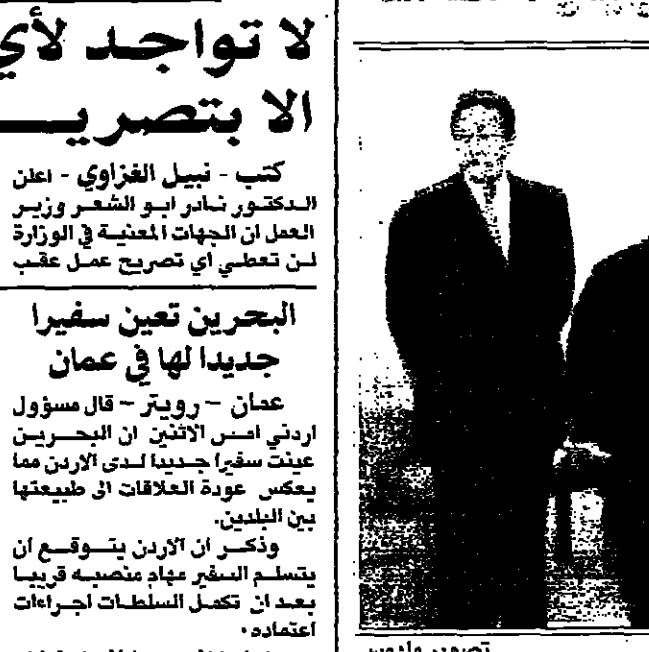 لا تواجد لأي
الا بتصريـــ
كتب - نبيل الغزاوي - اعلن
الدكتور نادر ابو الشعر وزير
العمل ان الجهات المعنية في الوزارة
لن تعطي اي تصريح عمل عقب
البحرين تعين سفيرا
جديدا لها في عمان
عمان - رويتر - قال مسؤول
اردني امس الاثنين ان البحرين
عينت سفيرا جديدا لدى الاردن مما
يعكس عودة العلاقات الى طبيعتها
بين البلدين.
وذكر ان الاردن يتوقع ان
يتسلم السفير مهام منصبه قريبا
بعد ان تكمل السلطات اجراءات
اعتماده.
تصوير